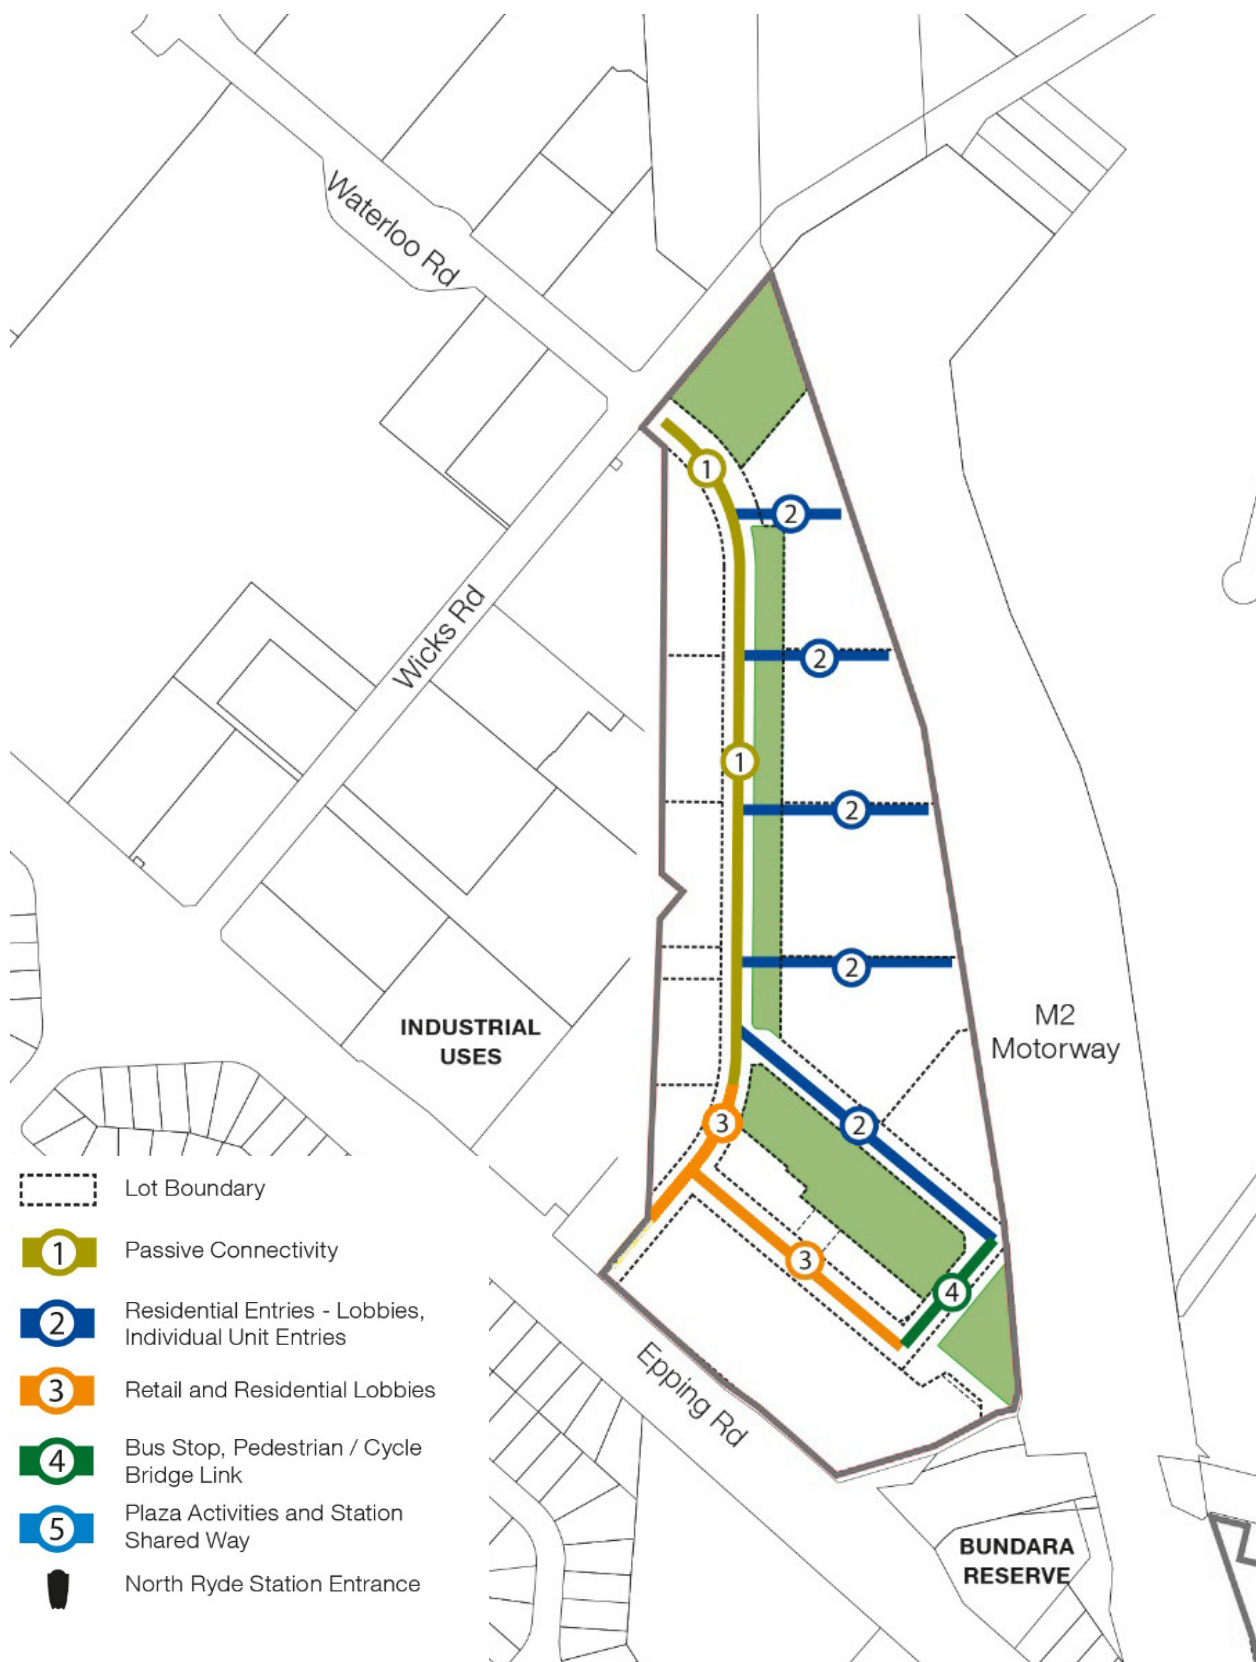 Waterloo Rd
1
2
Wicks Rd
2
1
2
2
INDUSTRIAL
USES
M2
Motorway
3
2
3
4
Epping Rd
BUNDARA
RESERVE
Lot Boundary
1 Passive Connectivity
2 Residential Entries - Lobbies,
Individual Unit Entries
3 Retail and Residential Lobbies
4 Bus Stop, Pedestrian / Cycle
Bridge Link
5 Plaza Activities and Station
Shared Way
North Ryde Station Entrance